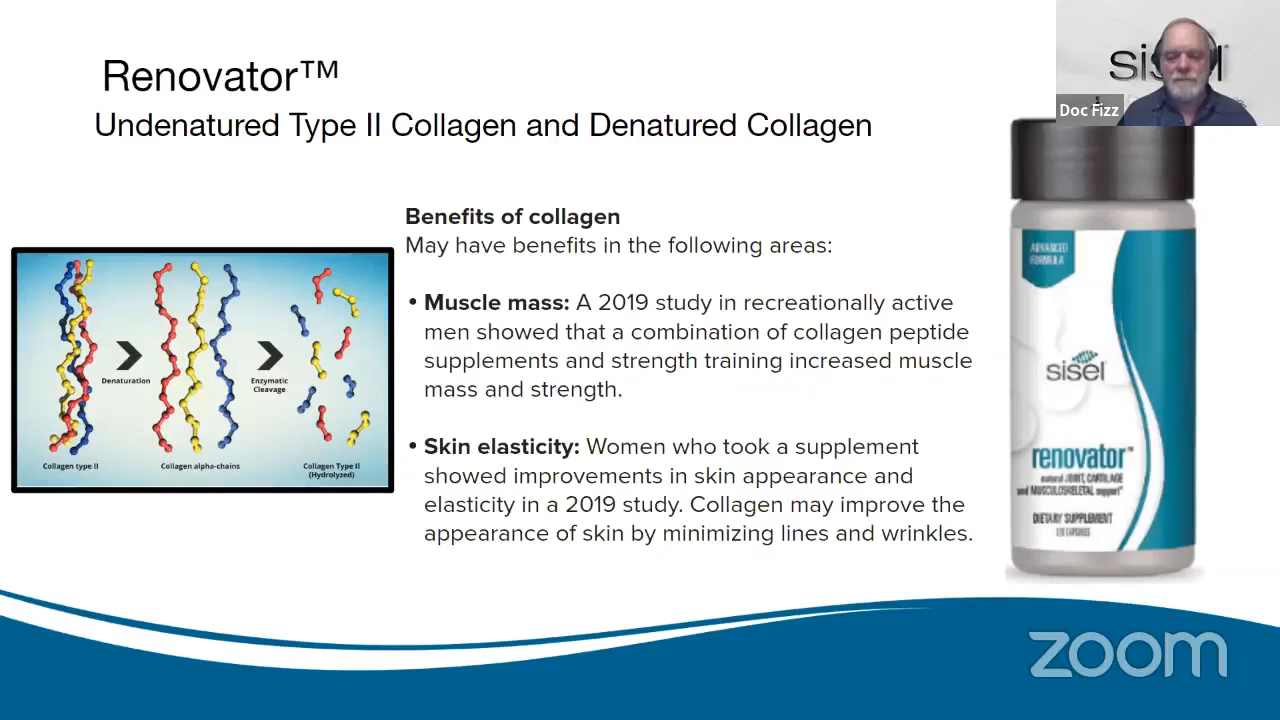 Renovator™
Undenatured Type II Collagen and Denatured Collagen
sisel
Doc Fizz
Benefits of collagen
May have benefits in the following areas:
• Muscle mass: A 2019 study in recreationally active
men showed that a combination of collagen peptide
supplements and strength training increased muscle
mass and strength.
• Skin elasticity: Women who took a supplement
showed improvements in skin appearance and
elasticity in a 2019 study. Collagen may improve the
appearance of skin by minimizing lines and wrinkles.
Denaturation
Enzymatic
Cleavage
Collagen type II
Collagen alpha-chains
Collagen Type II
(Hydrolyzed)
ADVANCED
FORMULA
sisel
renovator™
natural JOINT, CARTILAGE
and MUSCULOSKELETAL support*
DIETARY SUPPLEMENT
CAPSULES
zoom